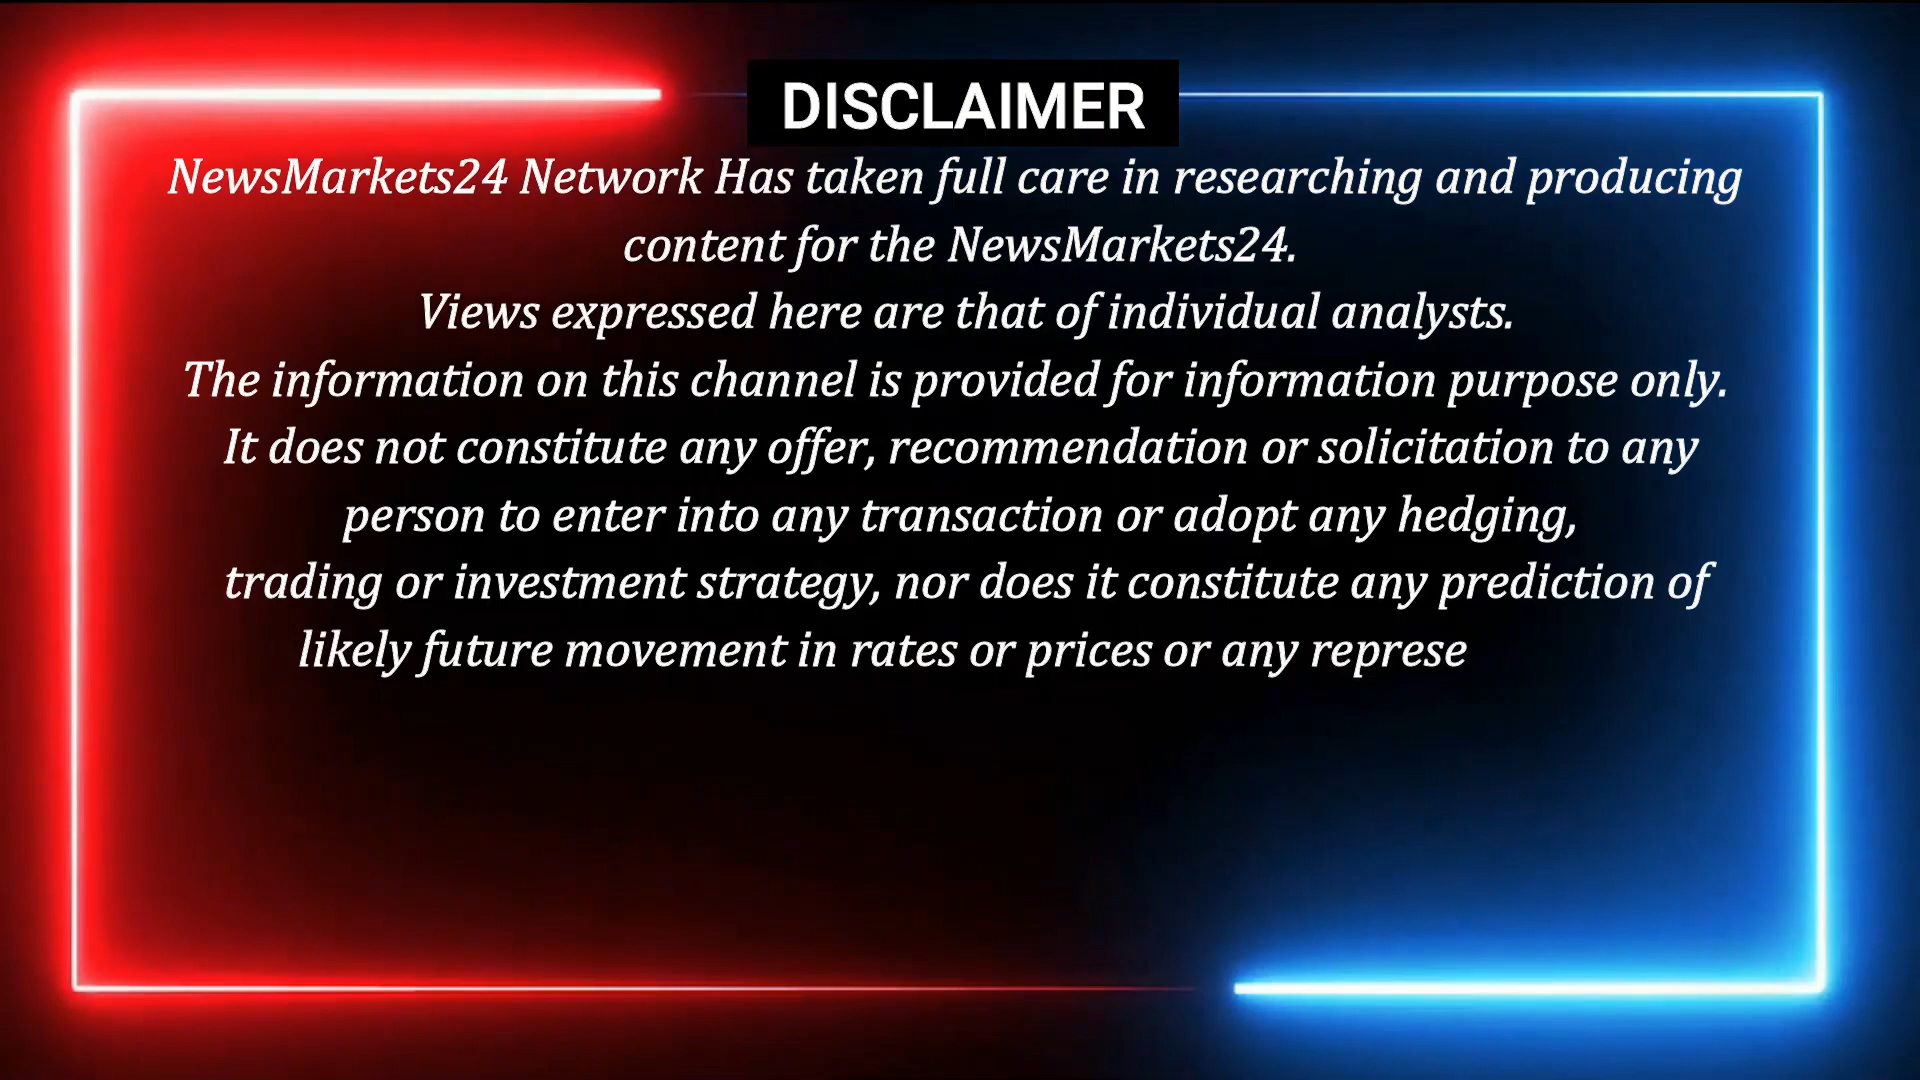 DISCLAIMER
NewsMarkets24 Network Has taken full care in researching and producing
content for the NewsMarkets24.
Views expressed here are that of individual analysts.
The information on this channel is provided for information purpose only.
It does not constitute any offer, recommendation or solicitation to any
person to enter into any transaction or adopt any hedging,
trading or investment strategy, nor does it constitute any prediction of
likely future movement in rates or prices or any represe